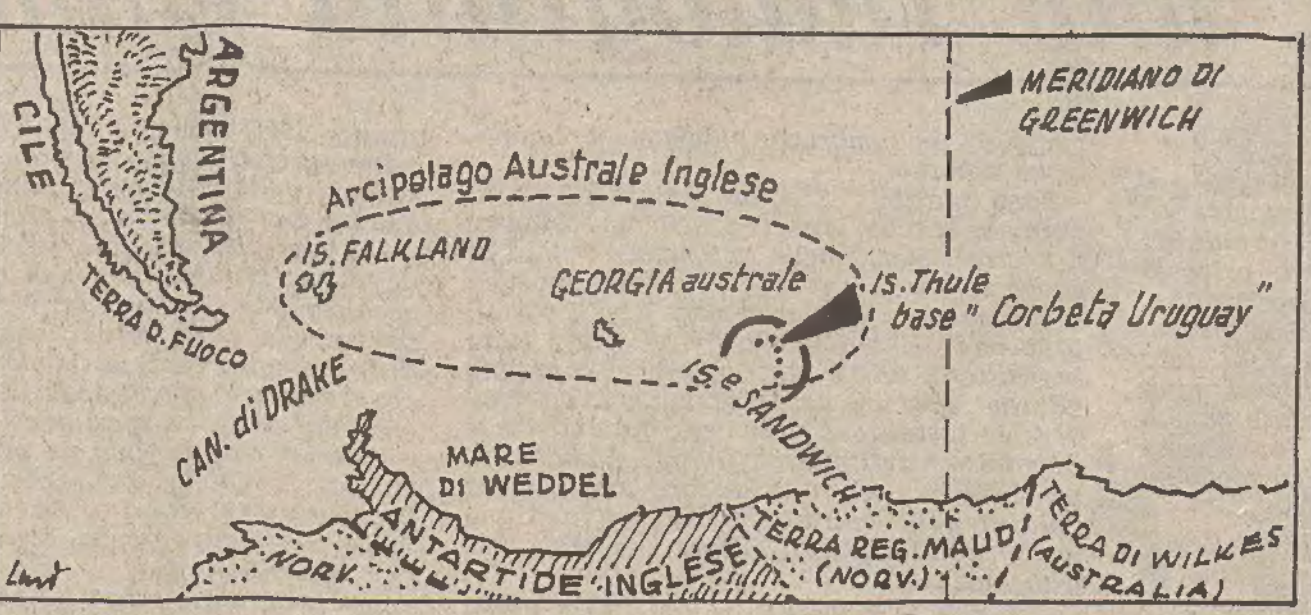 ARGENTINA
CILE
TERRA D. FUOCO
CAN. di DRAKE
Arcipelago Australe Inglese
IS. FALKLAND
GEORGIA australe
IS. Thule
base "Corbeta Uruguay"
IS. e SANDWICH
MERIDIANO DI
GREENWICH
MARE
DI WEDDEL
ANTARTIDE INGLESE
NORV.
TERRA REG. MAUD
(NORV.)
TERRA DI WILKES
(AUSTRALIA)